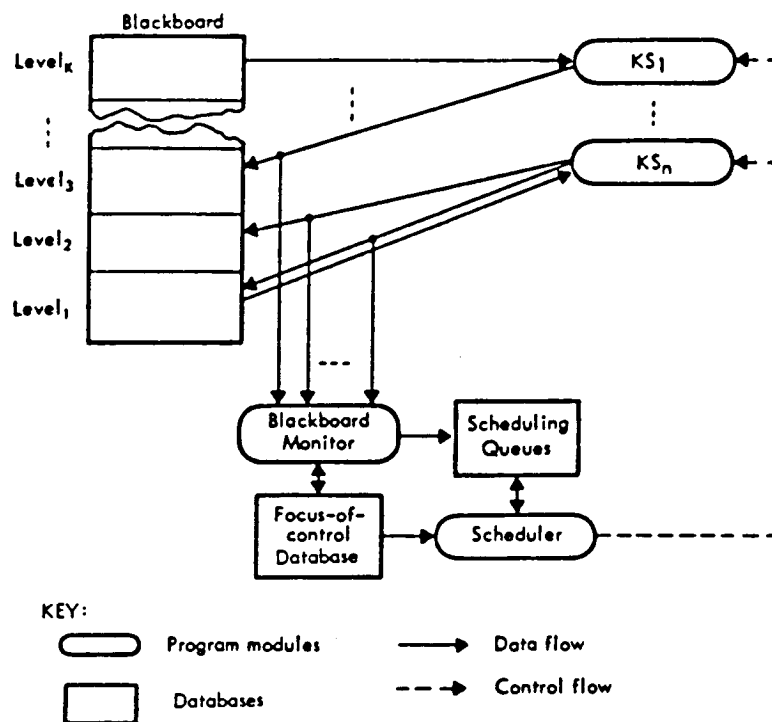 Blackboard
Level_K
KS_1
KS_n
Level_3
Level_2
Level_1
Blackboard
Monitor
Scheduling
Queues
Focus-of-
control
Database
Scheduler
KEY:
Program modules
Data flow
Databases
Control flow